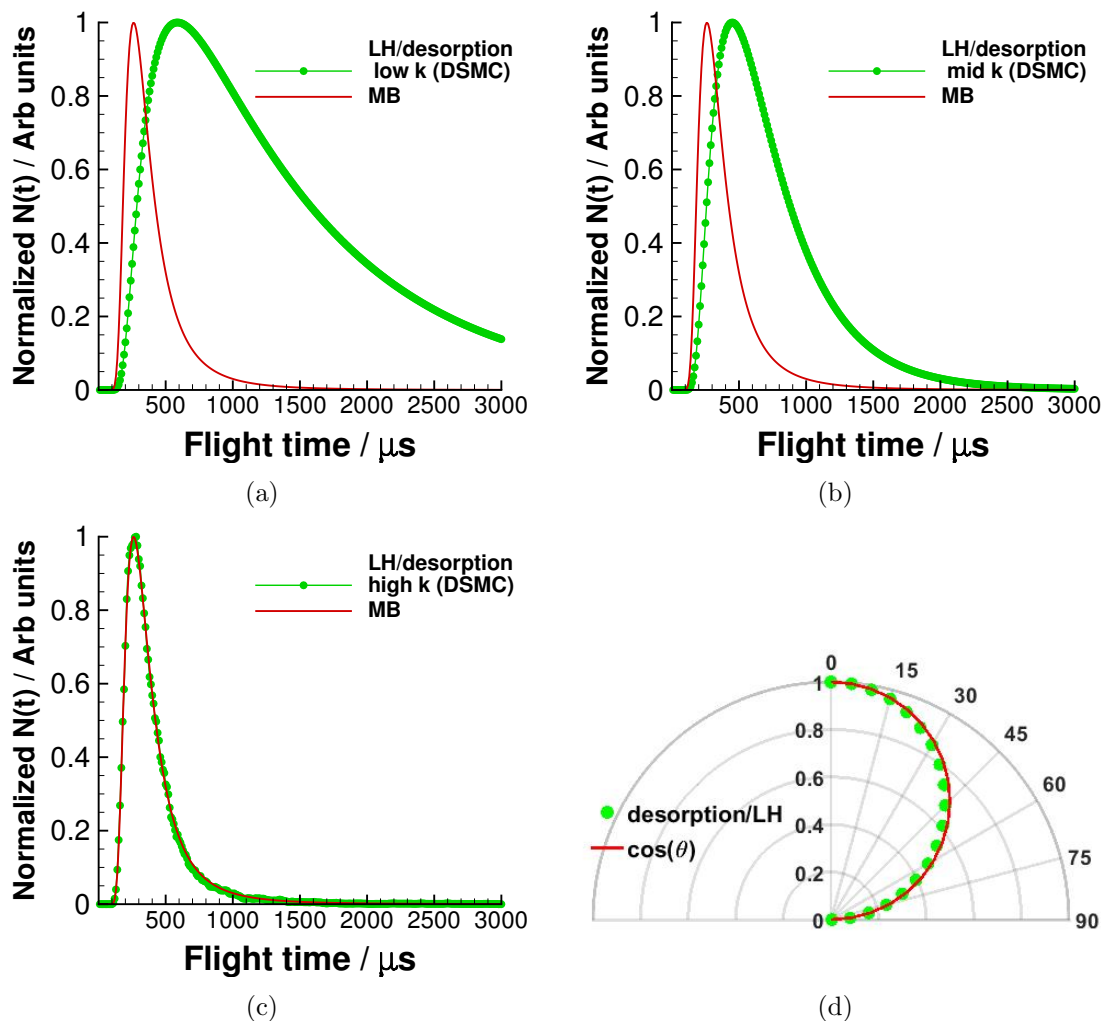 Normalized N(t) / Arb units
1
0.8
0.6
0.4
0.2
0
LH/desorption
low k (DSMC)
MB
500 1000 1500 2000 2500 3000
Flight time / μs
(a)
Normalized N(t) / Arb units
1
0.8
0.6
0.4
0.2
0
LH/desorption
mid k (DSMC)
MB
500 1000 1500 2000 2500 3000
Flight time / μs
(b)
Normalized N(t) / Arb units
1
0.8
0.6
0.4
0.2
0
LH/desorption
high k (DSMC)
MB
500 1000 1500 2000 2500 3000
Flight time / μs
(c)
0
15
30
45
60
75
90
1
0.8
0.6
0.4
0.2
0
desorption/LH
cos(θ)
(d)